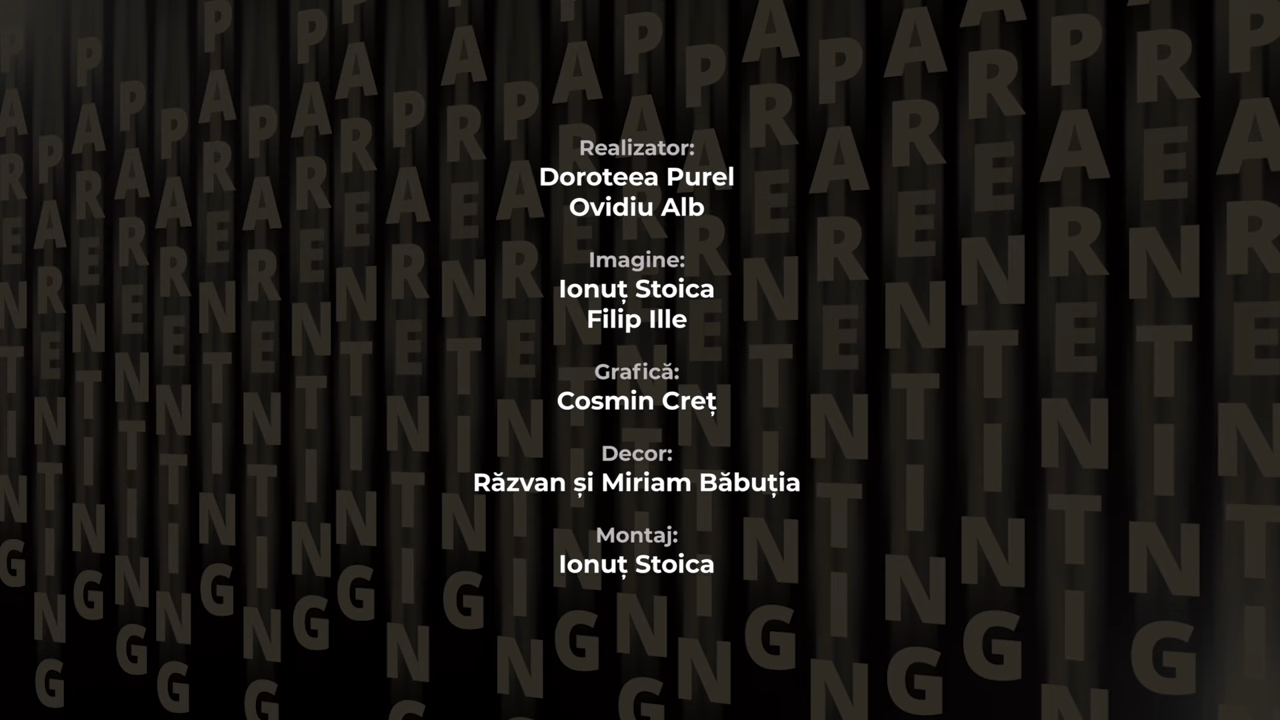 Realizator:
Doroteea Purel
Ovidiu Alb
Imagine:
Ionuț Stoica
Filip Ille
Grafică:
Cosmin Creț
Decor:
Răzvan și Miriam Băbuția
Montaj:
Ionuț Stoica
PARENTING